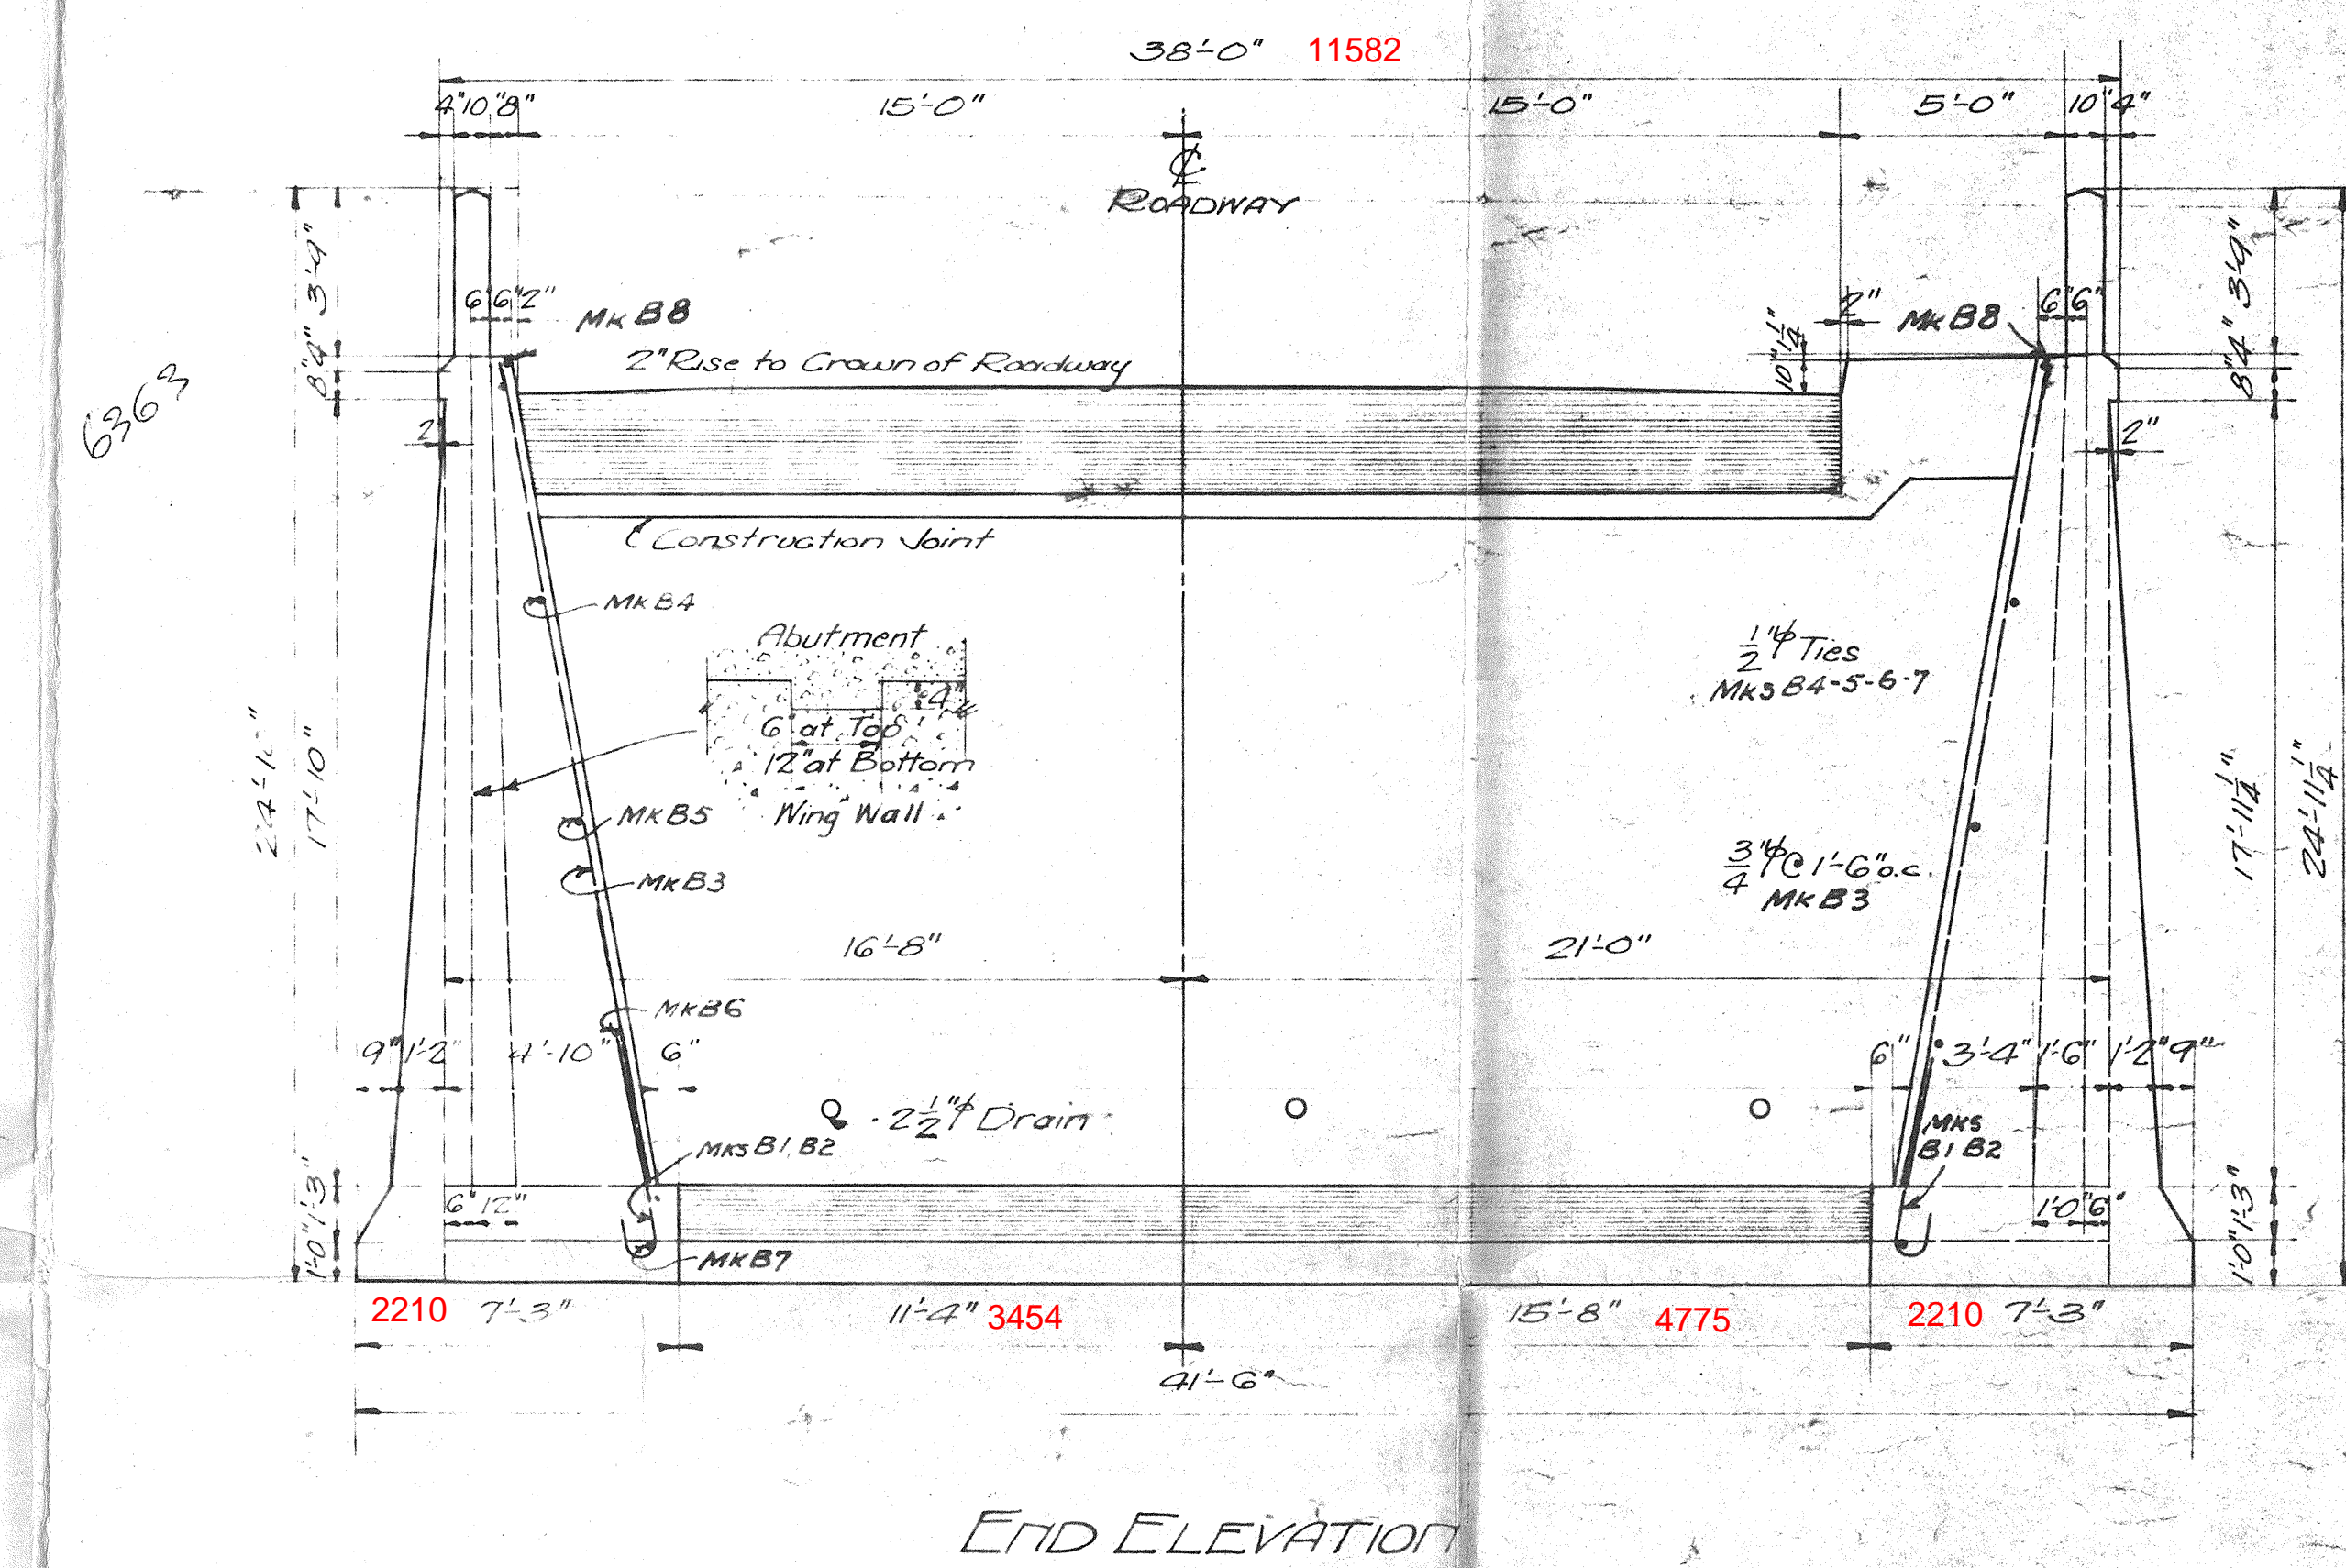 38'-0" 11582
4" 10" 8" 15'-0" 15'-0" 5'-0" 10" 4"
℄
ROADWAY
3'-4"
4"
8"
6" 6" 2"
MK B8
2" Rise to Crown of Roadway
10 1/4"
2"
MK B8
6" 6"
3'-4"
4"
8"
6363
2"
2"
Construction Joint
MK B4
Abutment
4"
6" at Top
12" at Bottom
Wing Wall
1/2"ϕ Ties
MKS B4-5-6-7
24'-10"
17'-10"
MK B5
MK B3
3/4"ϕ @ 1'-6" o.c.
MK B3
17'-11 1/4"
24'-11 1/4"
16'-8" 21'-0"
MK B6
9" 1'-2" 4'-10" 6" 6" 3'-4" 1'-6" 1'-2" 9"
2 1/2"ϕ Drain
MKS B1, B2
MKS
B1 B2
1'-3"
1'-0"
6" 12"
1'-0" 6"
1'-3"
1'-0"
MK B7
2210 7'-3" 11'-4" 3454 15'-8" 4775 2210 7'-3"
41'-6"
END ELEVATION